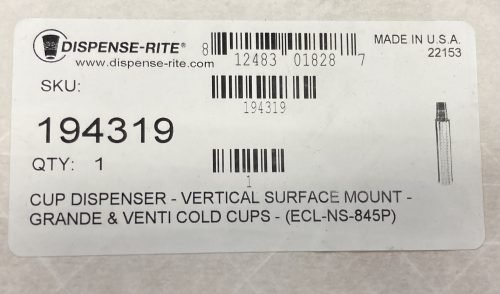 DISPENSE-RITE®
www.dispense-rite.com
8 12483 01828 7
MADE IN U.S.A.
22153
SKU:
194319
194319
QTY: 1
1
CUP DISPENSER - VERTICAL SURFACE MOUNT -
GRANDE & VENTI COLD CUPS - (ECL-NS-845P)